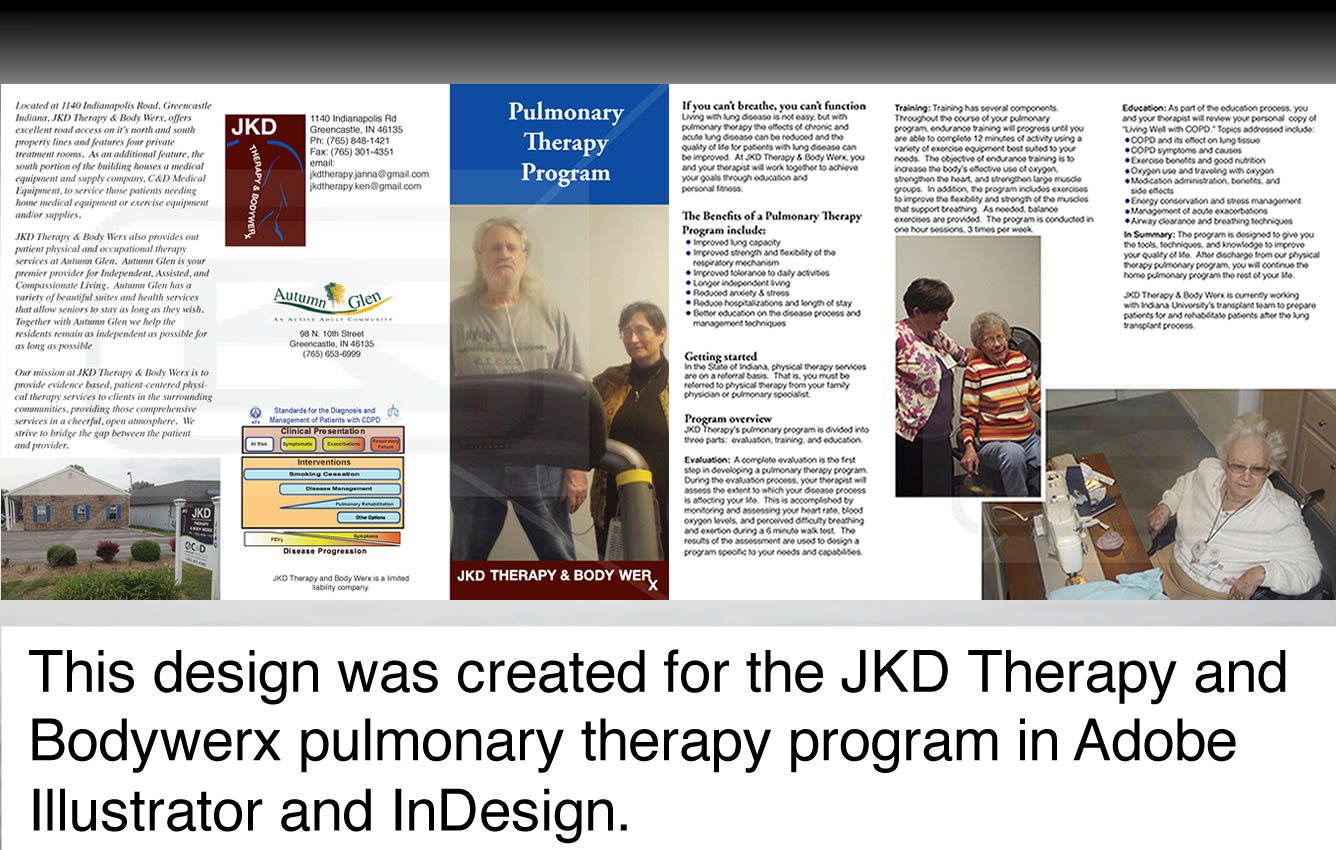 Located at 1140 Indianapolis Road, Greencastle
Indiana, JKD Therapy & Body Werx, offers
excellent road access on it's north and south
property lines and features four private
treatment rooms. As an additional feature, the
south portion of the building houses a medical
equipment and supply company, C&D Medical
Equipment, to service those patients needing
home medical equipment or exercise equipment
and/or supplies.
JKD Therapy & Body Werx also provides out
patient physical and occupational therapy
services at Autumn Glen. Autumn Glen is your
premier provider for Independent, Assisted, and
Compassionate Living. Autumn Glen has a
variety of beautiful suites and health services
that allow seniors to stay as long as they wish.
Together with Autumn Glen we help the
residents remain as independent as possible for
as long as possible
Our mission at JKD Therapy & Body Werx is to
provide evidence based, patient-centered physi-
cal therapy services to clients in the surrounding
communities, providing those comprehensive
services in a cheerful, open atmosphere. We
strive to bridge the gap between the patient
and provider.
JKD
THERAPY
& BODY WERX
C&D
JKD
THERAPY & BODYWERX
1140 Indianapolis Rd
Greencastle, IN 46135
Ph: (765) 848-1421
Fax: (765) 301-4351
email:
jkdtherapy.janna@gmail.com
jkdtherapy.ken@gmail.com
Autumn Glen
AN ACTIVE ADULT COMMUNITY
98 N. 10th Street
Greencastle, IN 46135
(765) 653-6999
Standards for the Diagnosis and
Management of Patients with COPD
Clinical Presentation
At Risk
Symptomatic
Exacerbations
Respiratory
Failure
Interventions
Smoking Cessation
Disease Management
Pulmonary Rehabilitation
Other Options
FEV1
Symptoms
Disease Progression
JKD Therapy and Body Werx is a limited
liability company.
Pulmonary
Therapy
Program
JKD THERAPY & BODY WERX
If you can't breathe, you can't function
Living with lung disease is not easy, but with
pulmonary therapy the effects of chronic and
acute lung disease can be reduced and the
quality of life for patients with lung disease can
be improved. At JKD Therapy & Body Werx, you
and your therapist will work together to achieve
your goals through education and
personal fitness.
The Benefits of a Pulmonary Therapy
Program include:
● Improved lung capacity
● Improved strength and flexibility of the
respiratory mechanism
● Improved tolerance to daily activities
● Longer independent living
● Reduced anxiety & stress
● Reduce hospitalizations and length of stay
● Better education on the disease process and
management techniques
Getting started
In the State of Indiana, physical therapy services
are on a referral basis. That is, you must be
referred to physical therapy from your family
physician or pulmonary specialist.
Program overview
JKD Therapy's pulmonary program is divided into
three parts: evaluation, training, and education.
Evaluation: A complete evaluation is the first
step in developing a pulmonary therapy program.
During the evaluation process, your therapist will
assess the extent to which your disease process
is affecting your life. This is accomplished by
monitoring and assessing your heart rate, blood
oxygen levels, and perceived difficulty breathing
and exertion during a 6 minute walk test. The
results of the assessment are used to design a
program specific to your needs and capabilities.
Training: Training has several components.
Throughout the course of your pulmonary
program, endurance training will progress until you
are able to complete 12 minutes of activity using a
variety of exercise equipment best suited to your
needs. The objective of endurance training is to
increase the body's effective use of oxygen,
strengthen the heart, and strengthen large muscle
groups. In addition, the program includes exercises
to improve the flexibility and strength of the muscles
that support breathing. As needed, balance
exercises are provided. The program is conducted in
one hour sessions, 3 times per week.
Education: As part of the education process, you
and your therapist will review your personal copy of
"Living Well with COPD." Topics addressed include:
● COPD and its effect on lung tissue
● COPD symptoms and causes
● Exercise benefits and good nutrition
● Oxygen use and traveling with oxygen
● Medication administration, benefits, and
side effects
● Energy conservation and stress management
● Management of acute exacerbations
● Airway clearance and breathing techniques
In Summary: The program is designed to give you
the tools, techniques, and knowledge to improve
your quality of life. After discharge from our physical
therapy pulmonary program, you will continue the
home pulmonary program the rest of your life.
JKD Therapy & Body Werx is currently working
with Indiana University's transplant team to prepare
patients for and rehabilitate patients after the lung
transplant process.
This design was created for the JKD Therapy and
Bodywerx pulmonary therapy program in Adobe
Illustrator and InDesign.